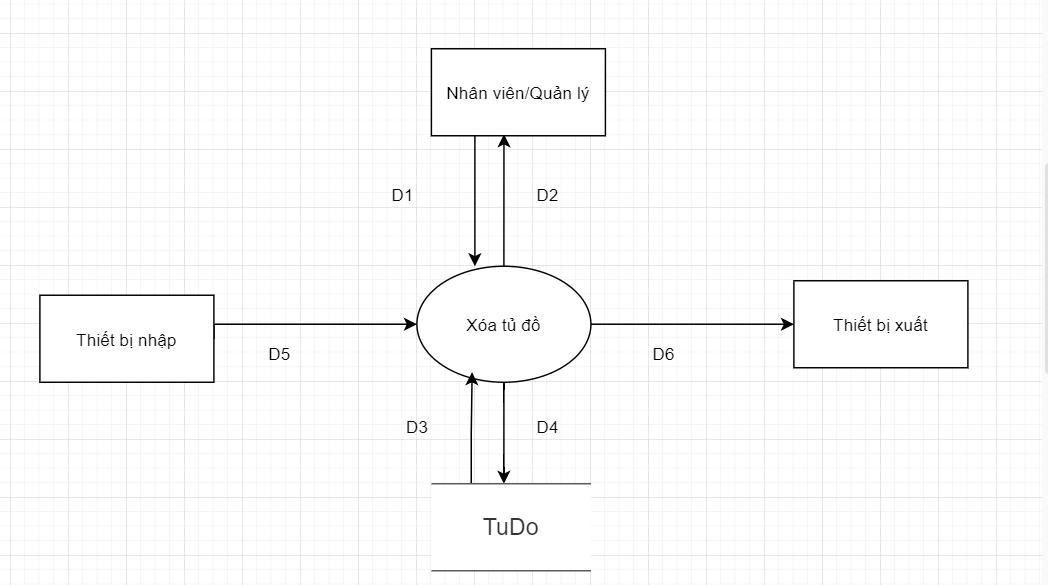 Nhân viên/Quản lý
D1
D2
Thiết bị nhập
Xóa tủ đồ
Thiết bị xuất
D5
D6
D3
D4
TuDo